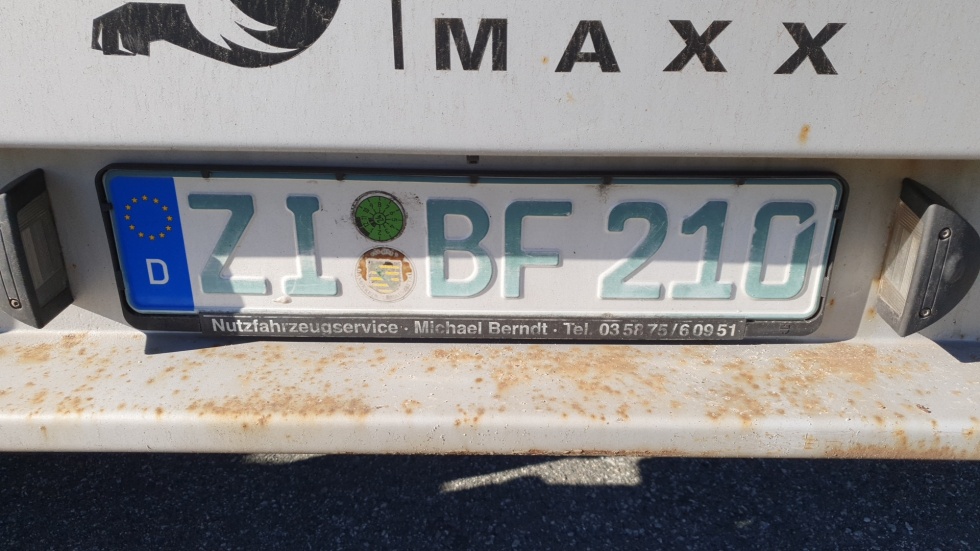 MAXX
D
ZI BF 210
Nutzfahrzeugservice · Michael Berndt · Tel. 03 58 75 / 6 09 51